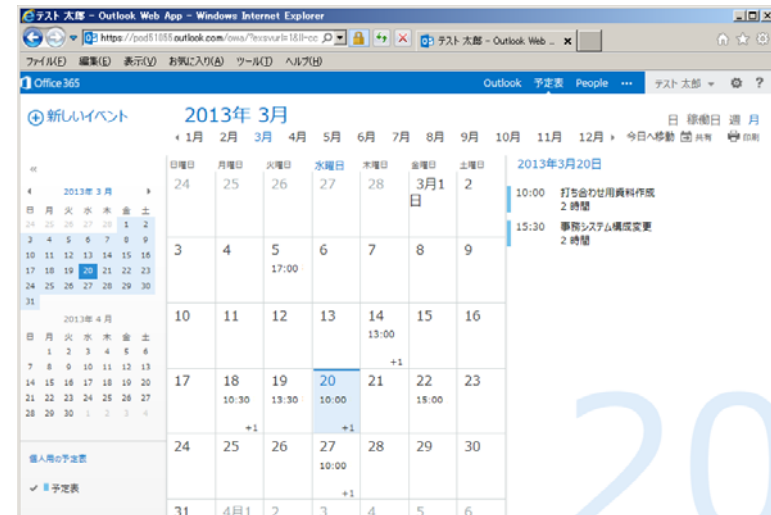 テスト 太郎 - Outlook Web App - Windows Internet Explorer
テスト 太郎 - Outlook Web ...
ファイル(F) 編集(E) 表示(V) お気に入り(A) ツール(T) ヘルプ(H)
Office 365
Outlook 予定表 People ··· テスト 太郎 ?
新しいイベント
2013年 3月
日 稼働日 週 月
1月 2月 3月 4月 5月 6月 7月 8月 9月 10月 11月 12月 今日へ移動 共有 印刷
«
2013年 3 月
日 月 火 水 木 金 土
24 25 26 27 28 1 2
3 4 5 6 7 8 9
10 11 12 13 14 15 16
17 18 19 20 21 22 23
24 25 26 27 28 29 30
31
2013年 4 月
日 月 火 水 木 金 土
1 2 3 4 5 6
7 8 9 10 11 12 13
14 15 16 17 18 19 20
21 22 23 24 25 26 27
28 29 30 1 2 3 4
個人用の予定表
予定表
日曜日 月曜日 火曜日 水曜日 木曜日 金曜日 土曜日
24 25 26 27 28 3月1日 2
3 4 5 6 7 8 9
17:00
10 11 12 13 14 15 16
13:00
+1
17 18 19 20 21 22 23
10:30 13:30 10:00 15:00
+1 +1
24 25 26 27 28 29 30
10:00
+1
31 4月1 2 3 4 5 6
2013年3月20日
10:00 打ち合わせ用資料作成
2 時間
15:30 事務システム構成変更
2 時間
20